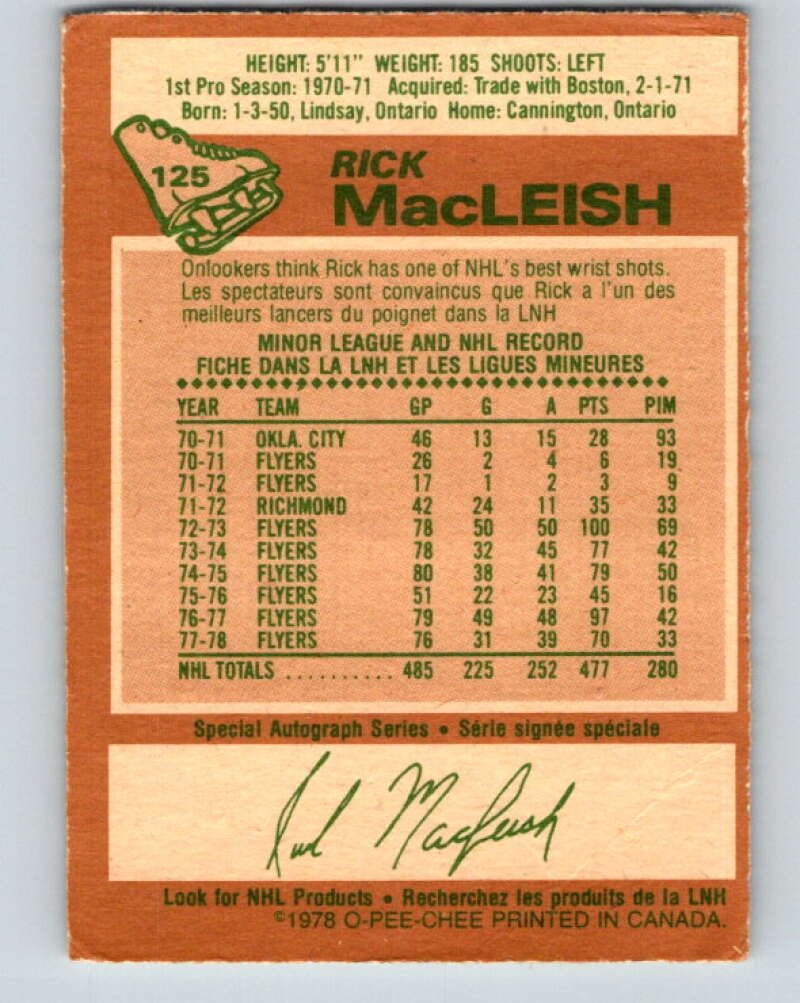 HEIGHT: 5'11" WEIGHT: 185 SHOOTS: LEFT
1st Pro Season: 1970-71 Acquired: Trade with Boston, 2-1-71
Born: 1-3-50, Lindsay, Ontario Home: Cannington, Ontario
125
RICK
MacLEISH
Onlookers think Rick has one of NHL's best wrist shots.
Les spectateurs sont convaincus que Rick a l'un des
meilleurs lancers du poignet dans la LNH
MINOR LEAGUE AND NHL RECORD
FICHE DANS LA LNH ET LES LIGUES MINEURES
YEAR TEAM GP G A PTS PIM
70-71 OKLA. CITY 46 13 15 28 93
70-71 FLYERS 26 2 4 6 19
71-72 FLYERS 17 1 2 3 9
71-72 RICHMOND 42 24 11 35 33
72-73 FLYERS 78 50 50 100 69
73-74 FLYERS 78 32 45 77 42
74-75 FLYERS 80 38 41 79 50
75-76 FLYERS 51 22 23 45 16
76-77 FLYERS 79 49 48 97 42
77-78 FLYERS 76 31 39 70 33
NHL TOTALS .......... 485 225 252 477 280
Special Autograph Series • Série signée spéciale
Rick MacLeish
Look for NHL Products • Recherchez les produits de la LNH
©1978 O-PEE-CHEE PRINTED IN CANADA.